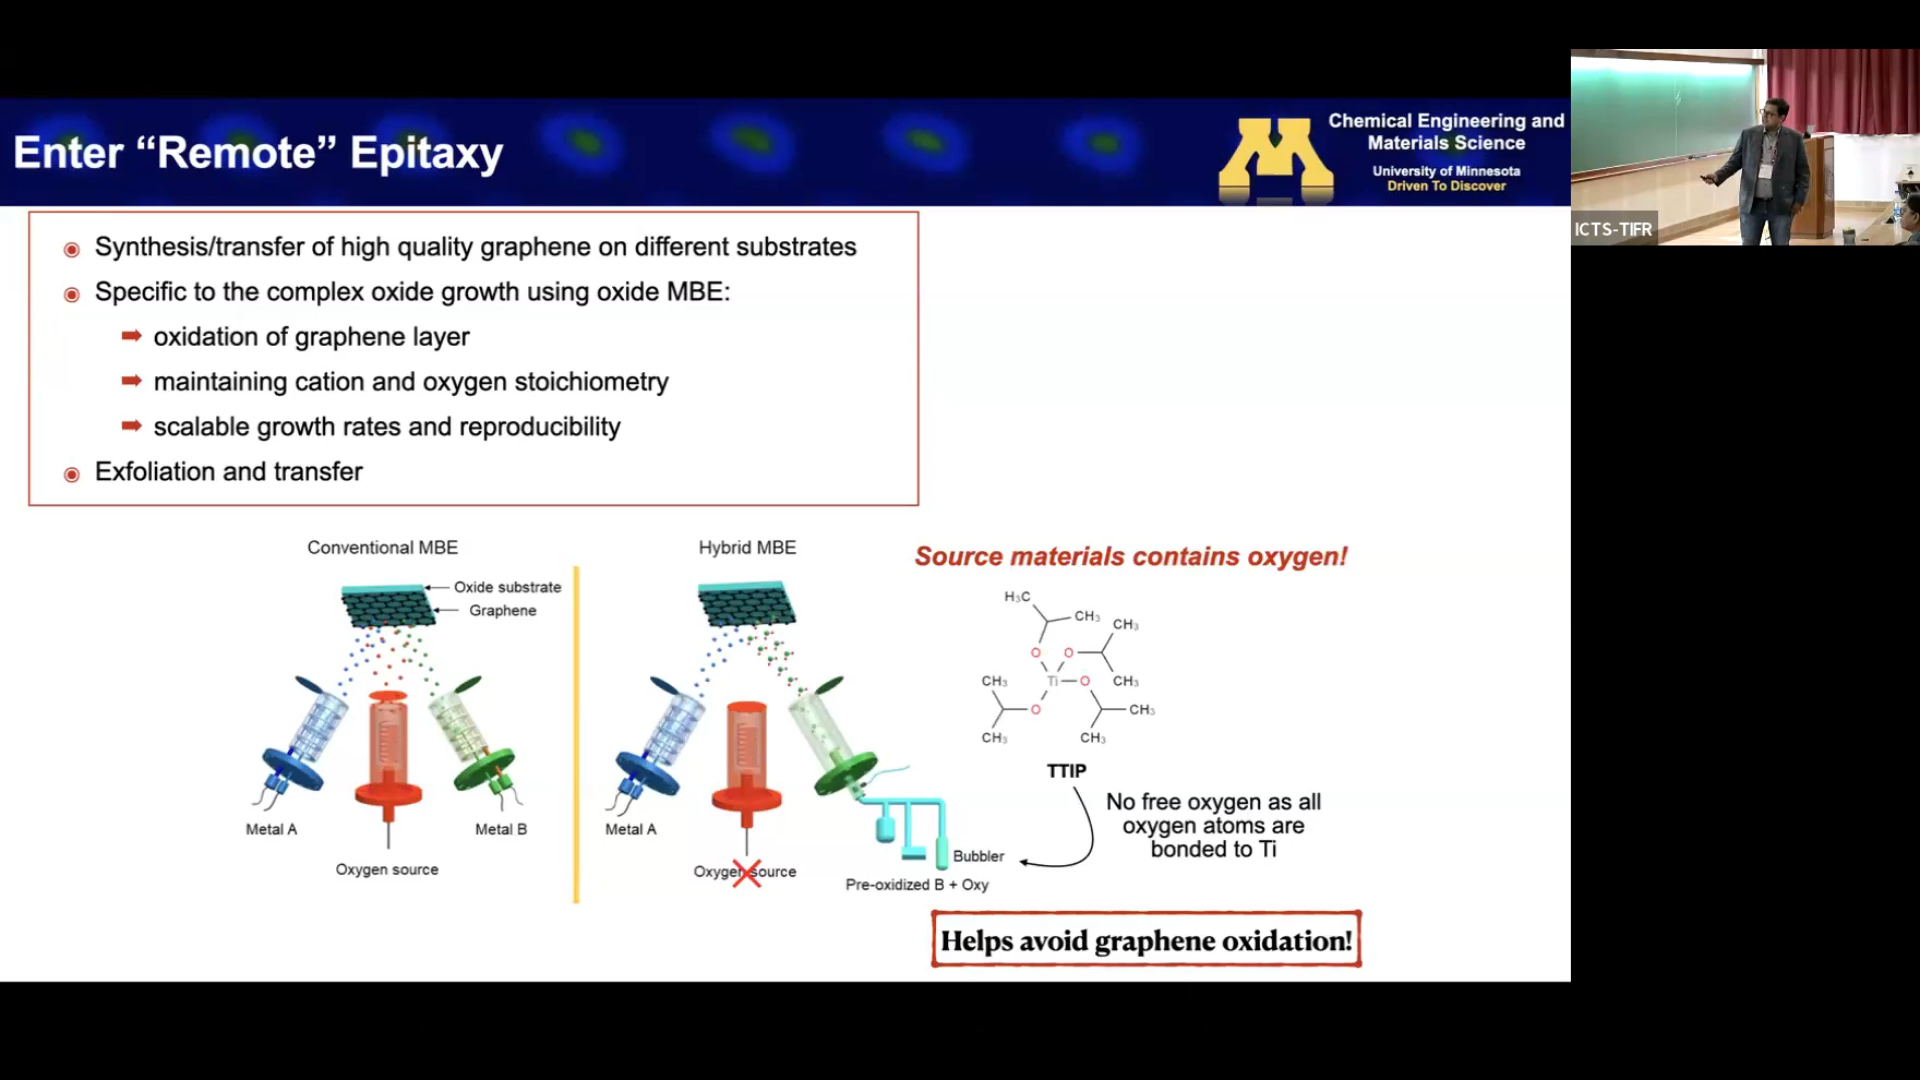 Enter “Remote” Epitaxy
Chemical Engineering and
Materials Science
University of Minnesota
Driven To Discover
ICTS-TIFR
Synthesis/transfer of high quality graphene on different substrates
Specific to the complex oxide growth using oxide MBE:
oxidation of graphene layer
maintaining cation and oxygen stoichiometry
scalable growth rates and reproducibility
Exfoliation and transfer
Conventional MBE
Oxide substrate
Graphene
Metal A
Metal B
Oxygen source
Hybrid MBE
Metal A
Oxygen source
Bubbler
Pre-oxidized B + Oxy
Source materials contains oxygen!
H₃C
CH₃
CH₃
O
O
CH₃
Ti
O
CH₃
O
CH₃
CH₃
CH₃
TTIP
No free oxygen as all
oxygen atoms are
bonded to Ti
Helps avoid graphene oxidation!